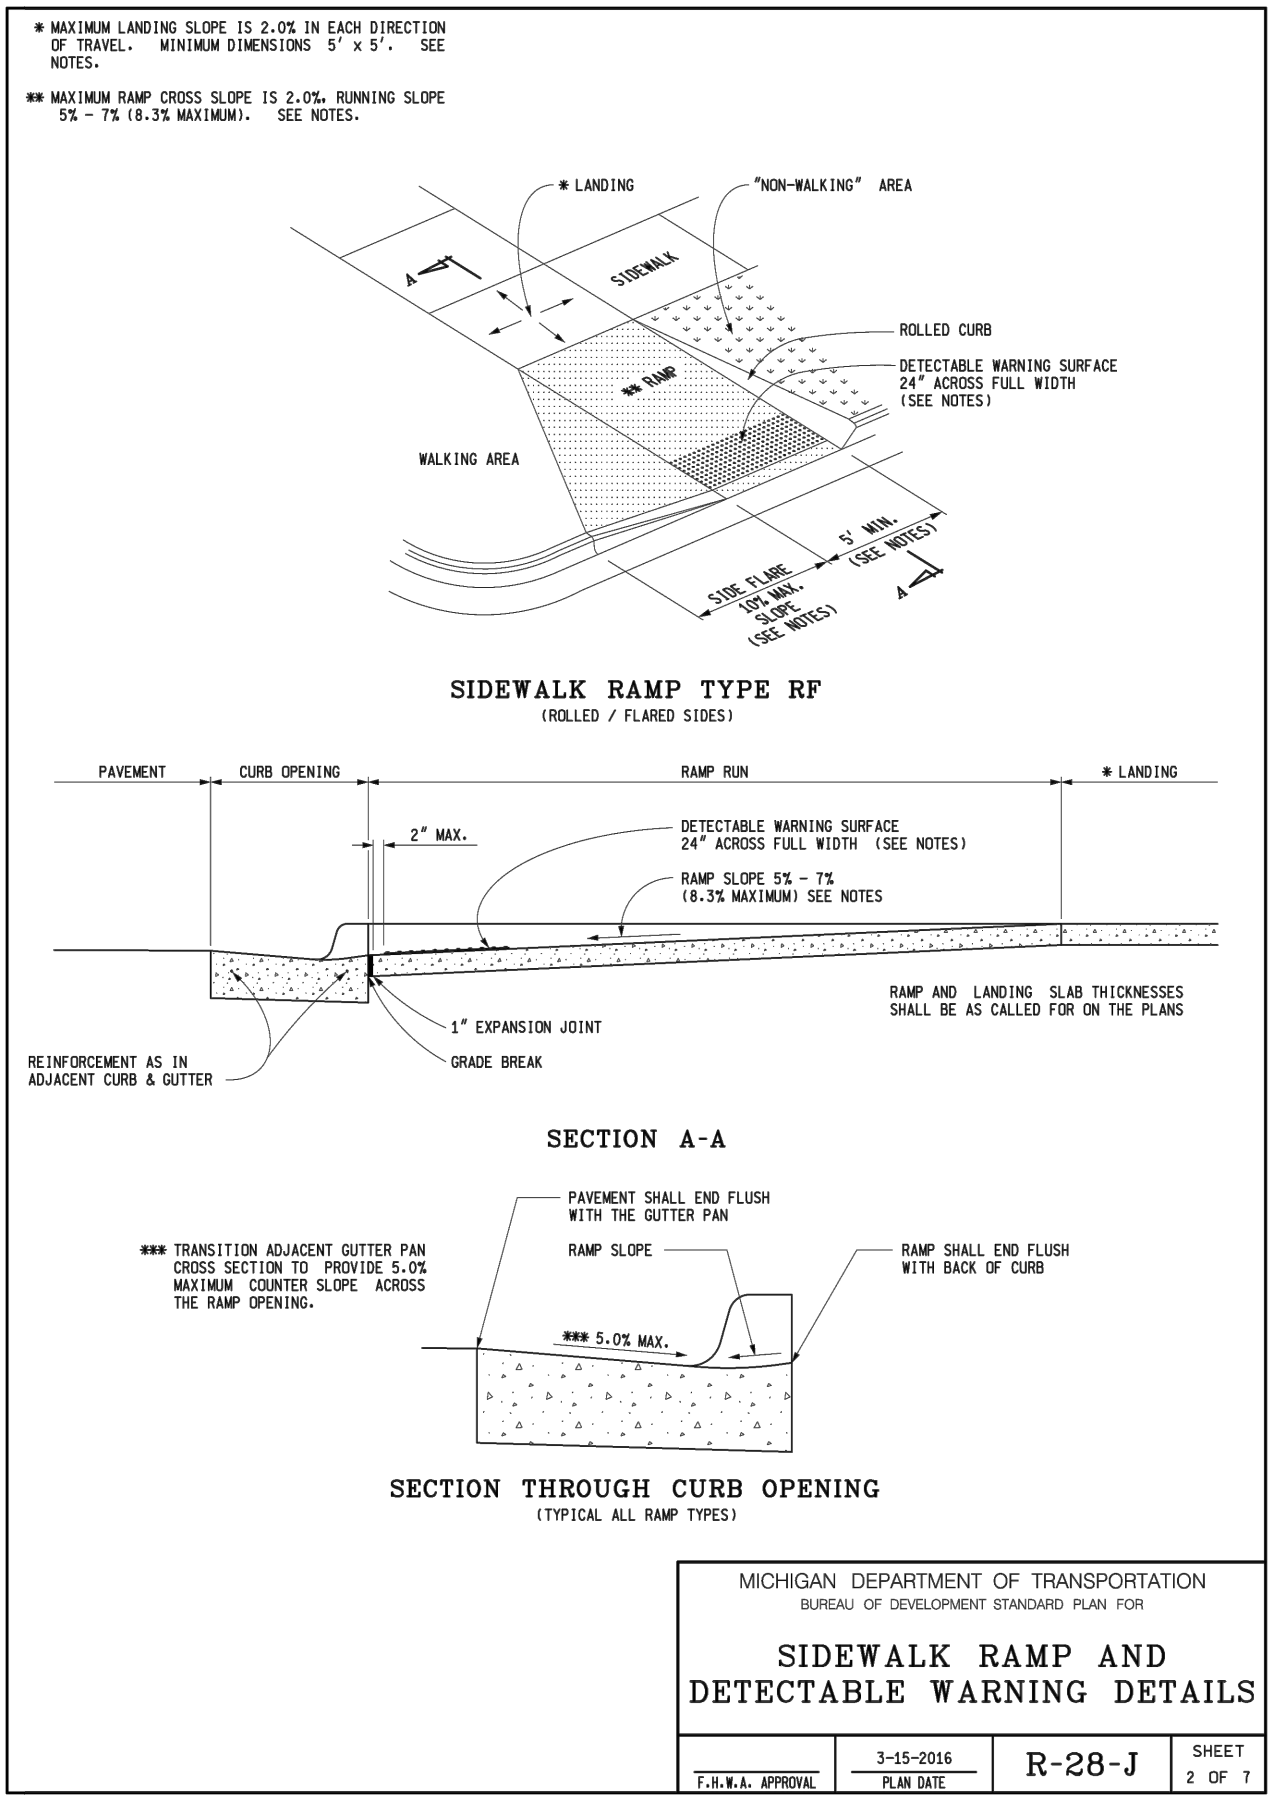 * MAXIMUM LANDING SLOPE IS 2.0% IN EACH DIRECTION
OF TRAVEL. MINIMUM DIMENSIONS 5' x 5'. SEE
NOTES.
** MAXIMUM RAMP CROSS SLOPE IS 2.0%, RUNNING SLOPE
5% - 7% (8.3% MAXIMUM). SEE NOTES.
* LANDING
"NON-WALKING" AREA
A
SIDEWALK
ROLLED CURB
** RAMP
DETECTABLE WARNING SURFACE
24" ACROSS FULL WIDTH
(SEE NOTES)
WALKING AREA
5' MIN.
(SEE NOTES)
SIDE FLARE
10% MAX.
SLOPE
(SEE NOTES)
A
SIDEWALK RAMP TYPE RF
(ROLLED / FLARED SIDES)
PAVEMENT
CURB OPENING
RAMP RUN
* LANDING
2" MAX.
DETECTABLE WARNING SURFACE
24" ACROSS FULL WIDTH (SEE NOTES)
RAMP SLOPE 5% - 7%
(8.3% MAXIMUM) SEE NOTES
RAMP AND LANDING SLAB THICKNESSES
SHALL BE AS CALLED FOR ON THE PLANS
1" EXPANSION JOINT
GRADE BREAK
REINFORCEMENT AS IN
ADJACENT CURB & GUTTER
SECTION A-A
PAVEMENT SHALL END FLUSH
WITH THE GUTTER PAN
*** TRANSITION ADJACENT GUTTER PAN
CROSS SECTION TO PROVIDE 5.0%
MAXIMUM COUNTER SLOPE ACROSS
THE RAMP OPENING.
RAMP SLOPE
RAMP SHALL END FLUSH
WITH BACK OF CURB
*** 5.0% MAX.
SECTION THROUGH CURB OPENING
(TYPICAL ALL RAMP TYPES)
MICHIGAN DEPARTMENT OF TRANSPORTATION
BUREAU OF DEVELOPMENT STANDARD PLAN FOR
SIDEWALK RAMP AND
DETECTABLE WARNING DETAILS
F.H.W.A. APPROVAL
3-15-2016
PLAN DATE
R-28-J
SHEET
2 OF 7